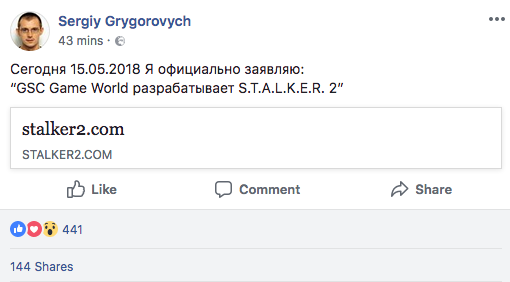 Sergiy Grygorovych
43 mins ·
Сегодня 15.05.2018 Я официально заявляю:
“GSC Game World разрабатывает S.T.A.L.K.E.R. 2”
stalker2.com
STALKER2.COM
Like Comment Share
441
144 Shares